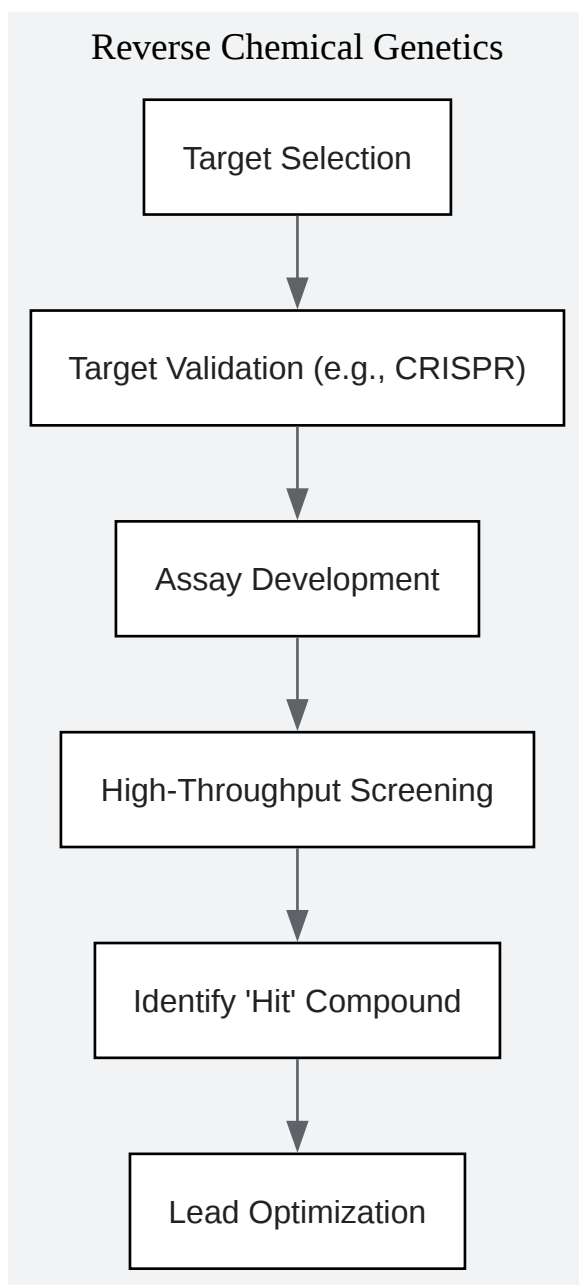 Reverse Chemical Genetics
Target Selection
Target Validation (e.g., CRISPR)
Assay Development
High-Throughput Screening
Identify 'Hit' Compound
Lead Optimization